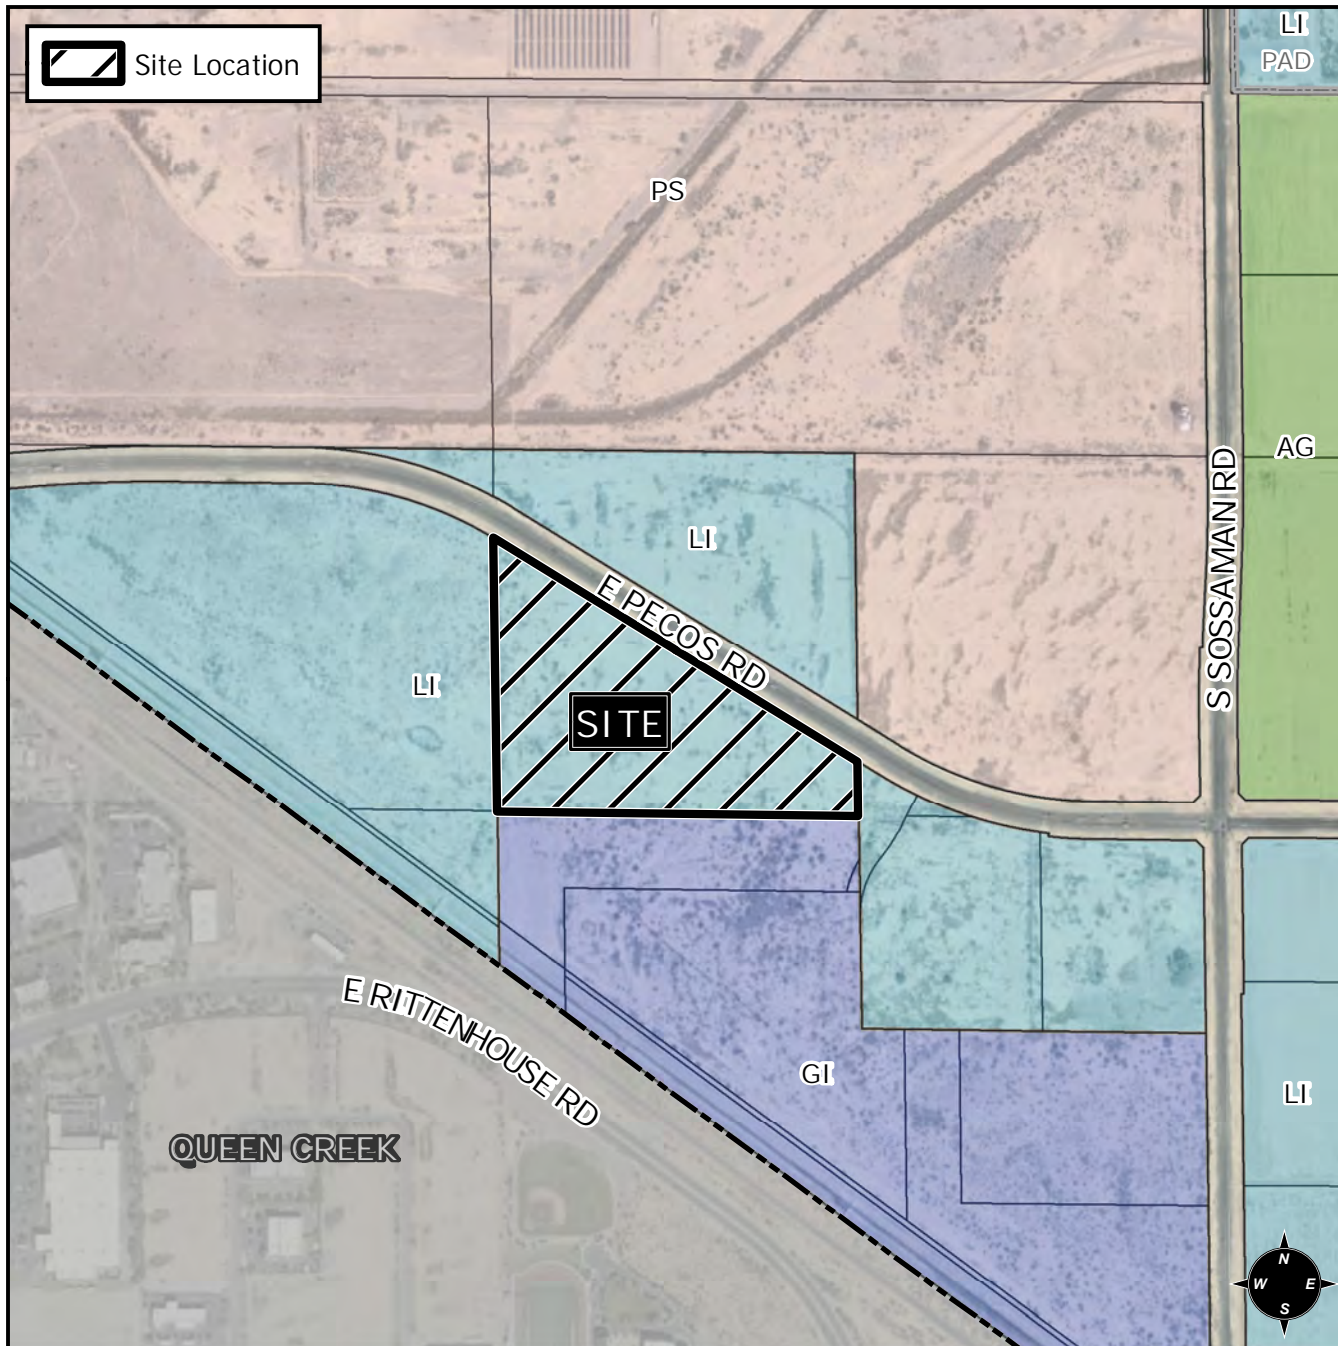 LI
PAD
Site Location
PS
AG
S SOSSAMAN RD
LI
E PECOS RD
LI
SITE
E RITTENHOUSE RD
GI
LI
QUEEN CREEK
N
W E
S